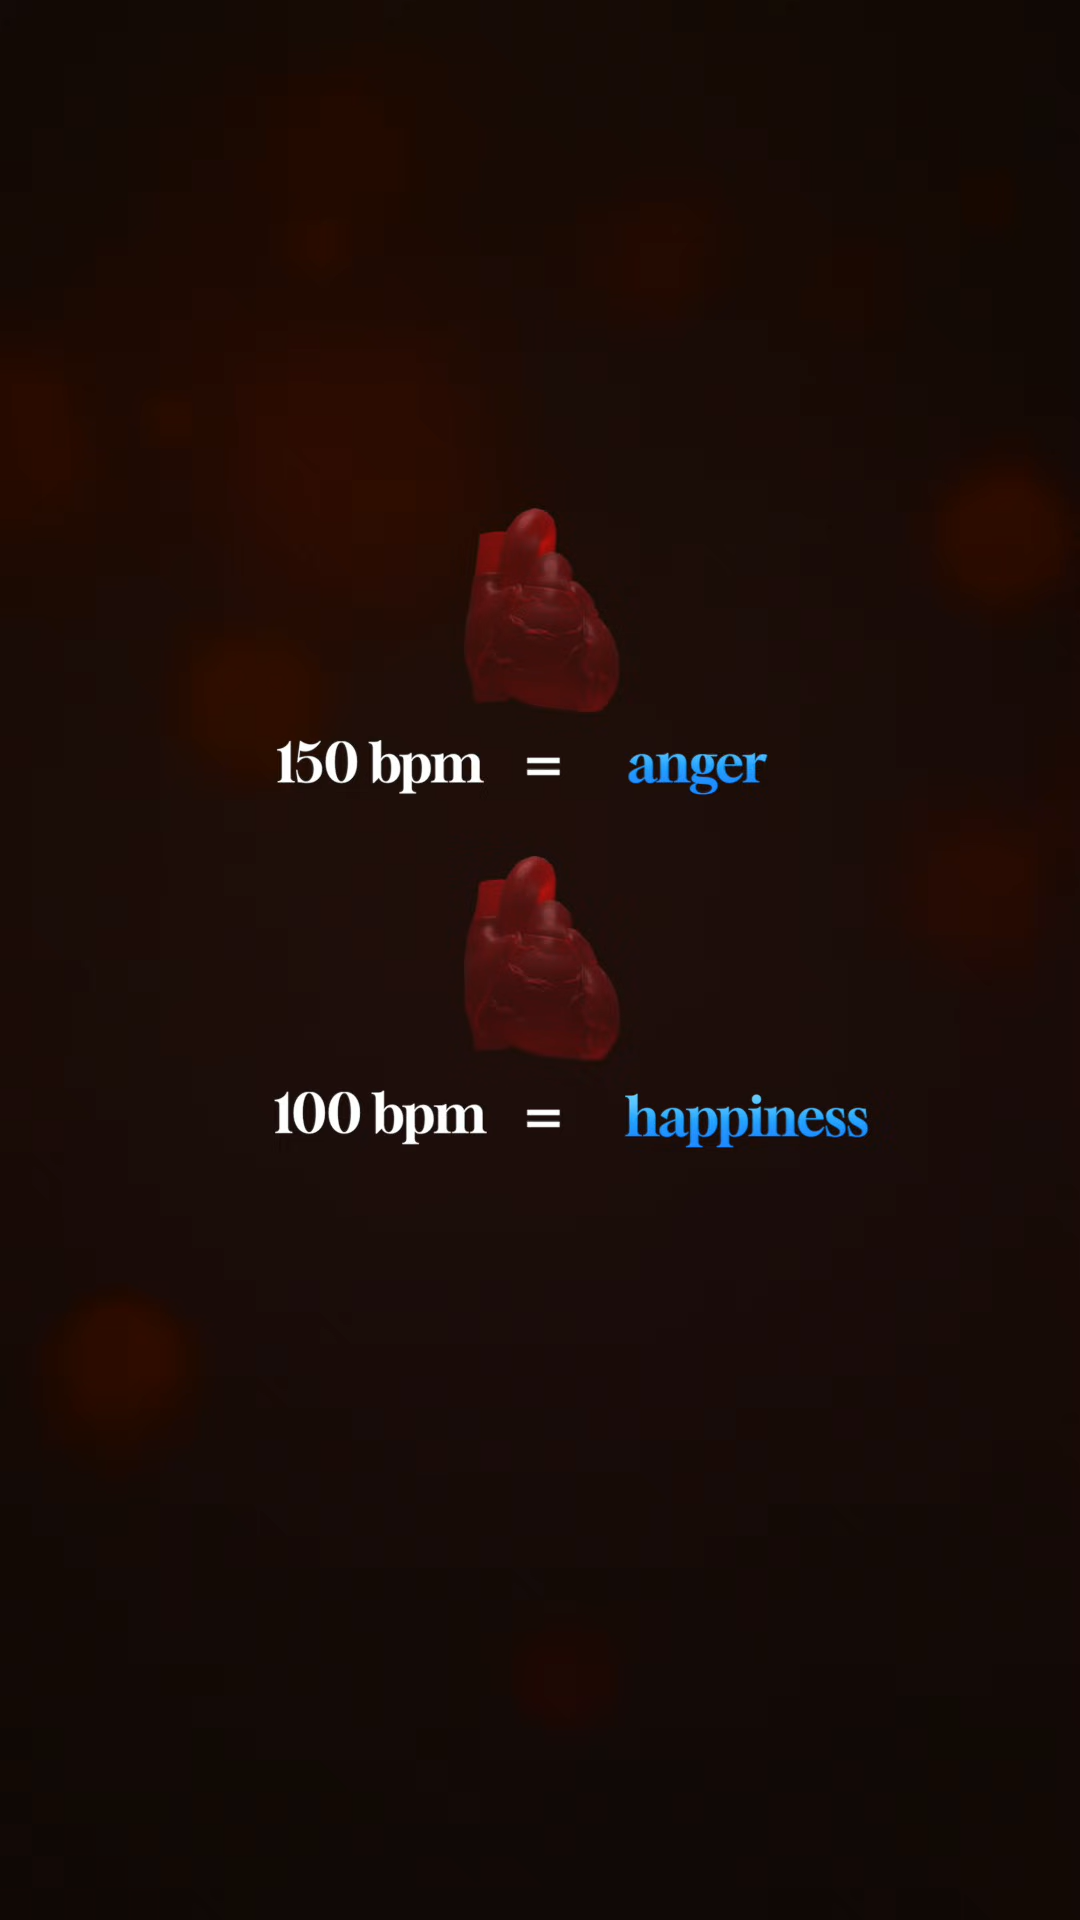 150 bpm = anger
100 bpm = happiness